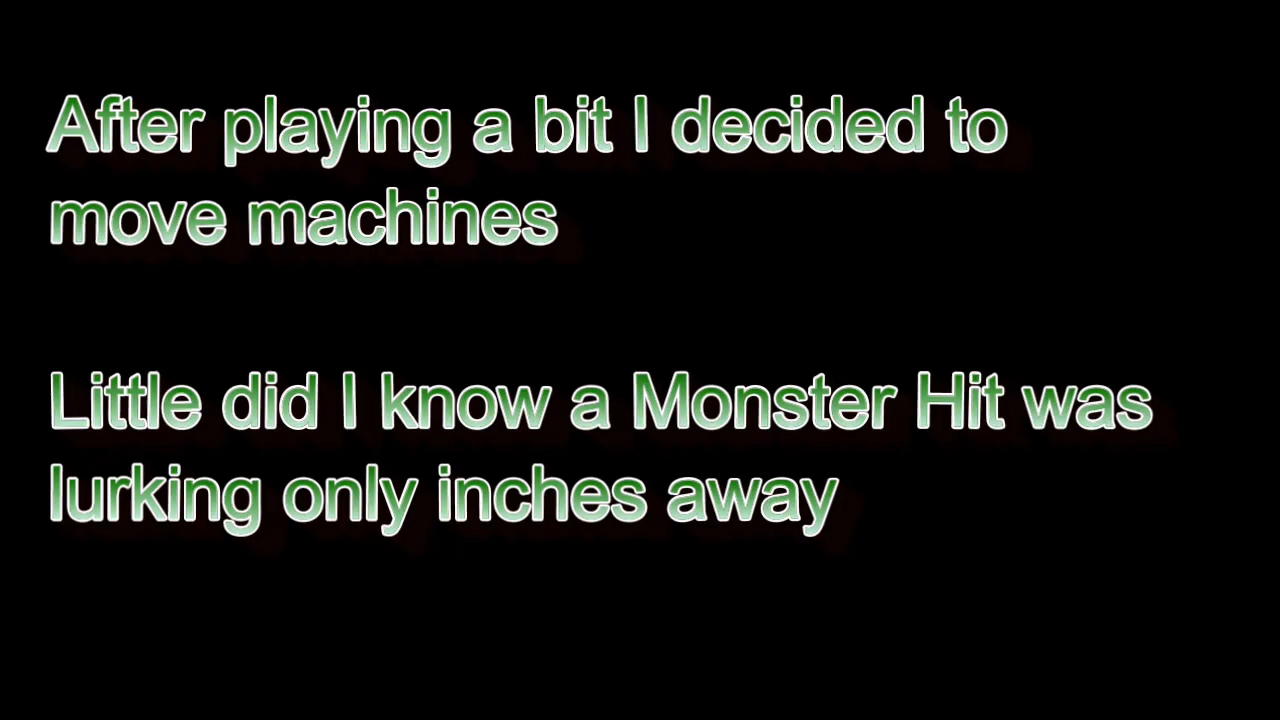 After playing a bit I decided to
move machines
Little did I know a Monster Hit was
lurking only inches away